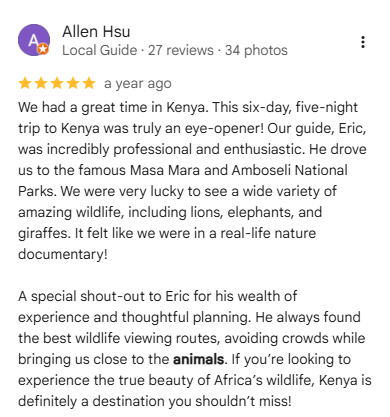 A
Allen Hsu
Local Guide · 27 reviews · 34 photos
a year ago
We had a great time in Kenya. This six-day, five-night
trip to Kenya was truly an eye-opener! Our guide, Eric,
was incredibly professional and enthusiastic. He drove
us to the famous Masa Mara and Amboseli National
Parks. We were very lucky to see a wide variety of
amazing wildlife, including lions, elephants, and
giraffes. It felt like we were in a real-life nature
documentary!
A special shout-out to Eric for his wealth of
experience and thoughtful planning. He always found
the best wildlife viewing routes, avoiding crowds while
bringing us close to the animals. If you're looking to
experience the true beauty of Africa's wildlife, Kenya is
definitely a destination you shouldn't miss!